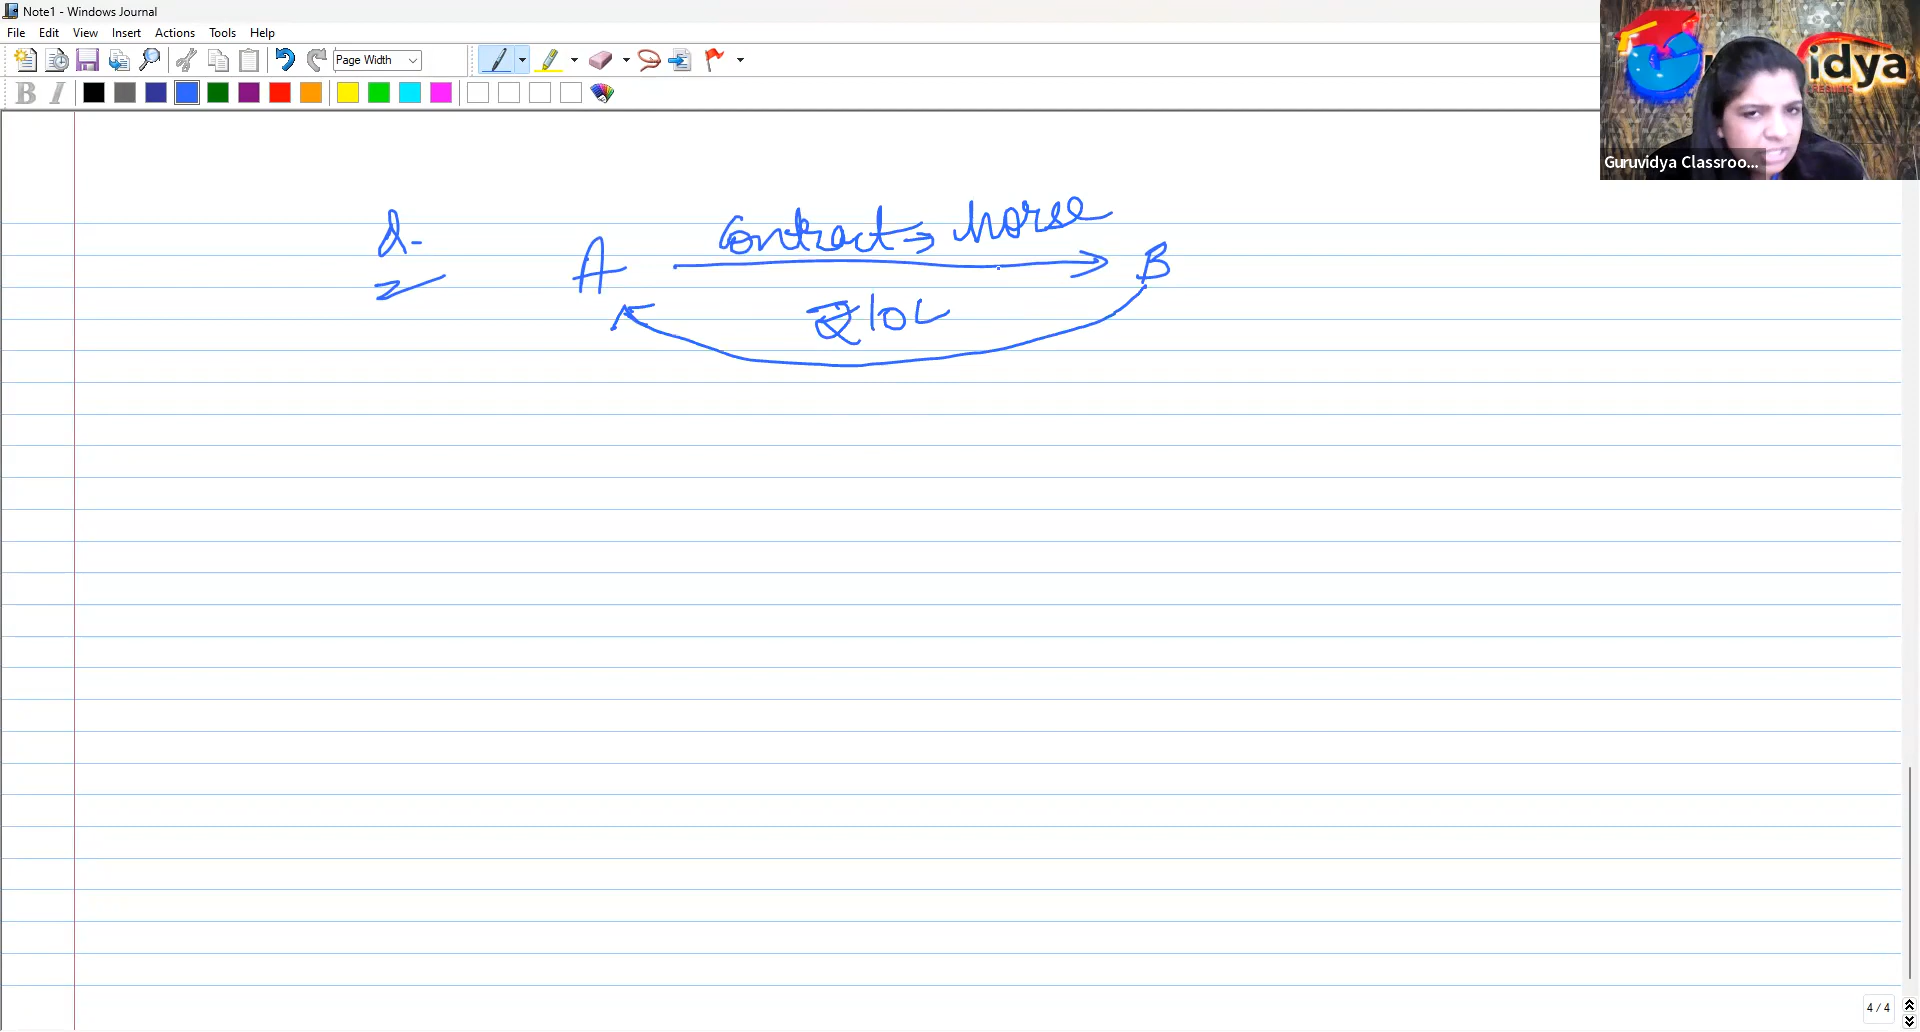 Note1 - Windows Journal
File Edit View Insert Actions Tools Help
Page Width
B I
idya
RESULTS
Guruvidya Classroo...
Contract → horse
A B
₹10L
4 / 4